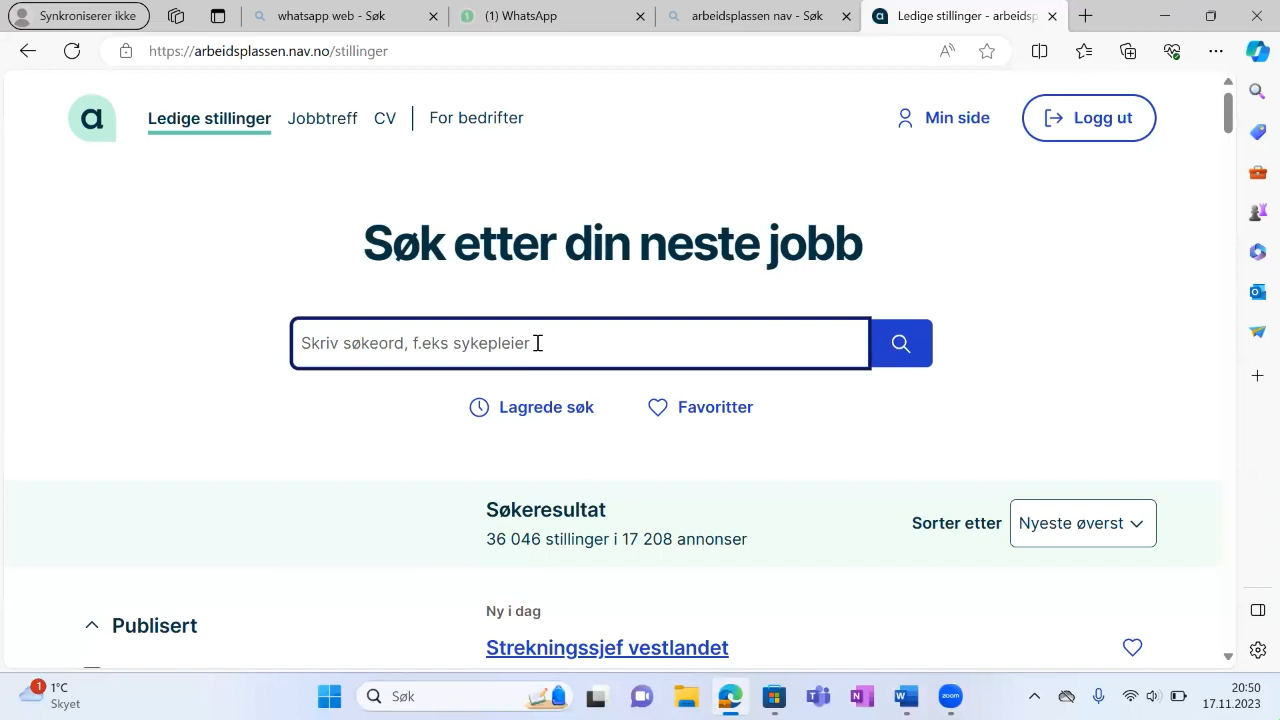 Synkroniserer ikke
whatsapp web - Søk
(1) WhatsApp
arbeidsplassen nav - Søk
Ledige stillinger - arbeidsp
https://arbeidsplassen.nav.no/stillinger
a
Ledige stillinger
Jobbtreff
CV
For bedrifter
Min side
Logg ut
Søk etter din neste jobb
Skriv søkeord, f.eks sykepleier
Lagrede søk
Favoritter
Søkeresultat
36 046 stillinger i 17 208 annonser
Sorter etter
Nyeste øverst
Publisert
Ny i dag
Strekningssjef vestlandet
1
1°C
Skyet
Søk
zoom
20:50
17.11.2023